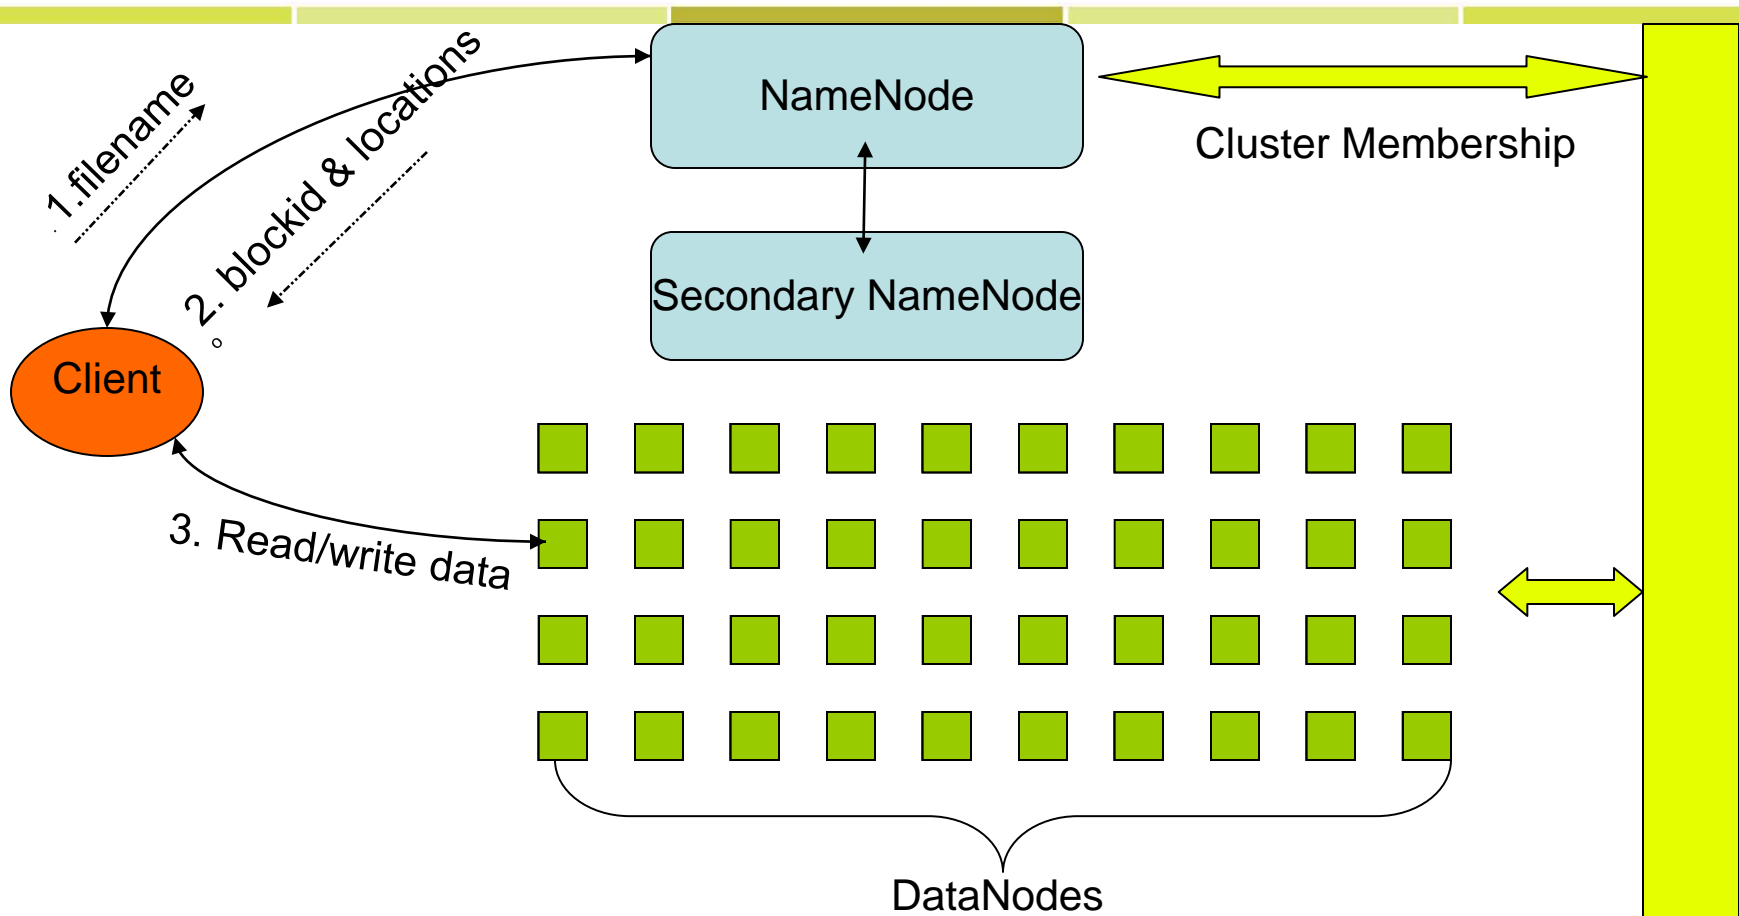 NameNode
Cluster Membership
1.filename
2. blockid & locations
Secondary NameNode
Client
3. Read/write data
DataNodes